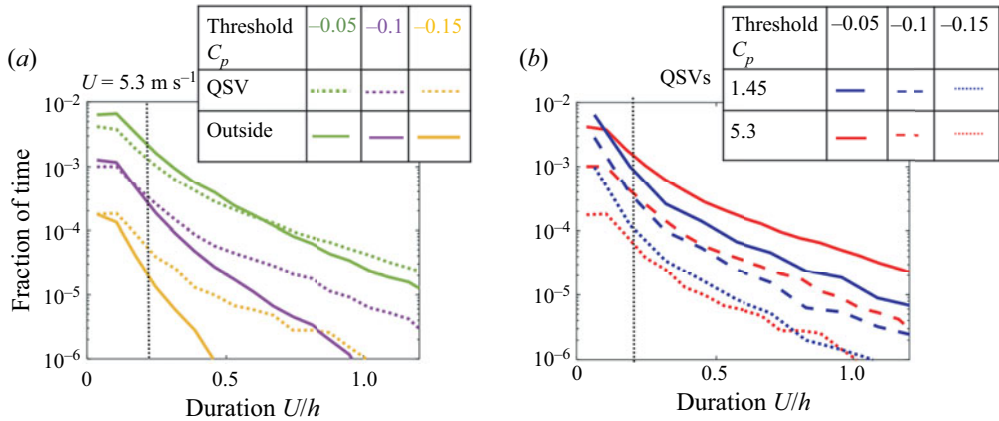 (a)
Threshold –0.05 –0.1 –0.15
C_p
U = 5.3 m s⁻¹
QSV
Outside
Fraction of time
10⁻²
10⁻³
10⁻⁴
10⁻⁵
10⁻⁶
0 0.5 1.0
Duration U/h
(b)
Threshold –0.05 –0.1 –0.15
C_p
QSVs
1.45
5.3
10⁻²
10⁻³
10⁻⁴
10⁻⁵
10⁻⁶
0 0.5 1.0
Duration U/h